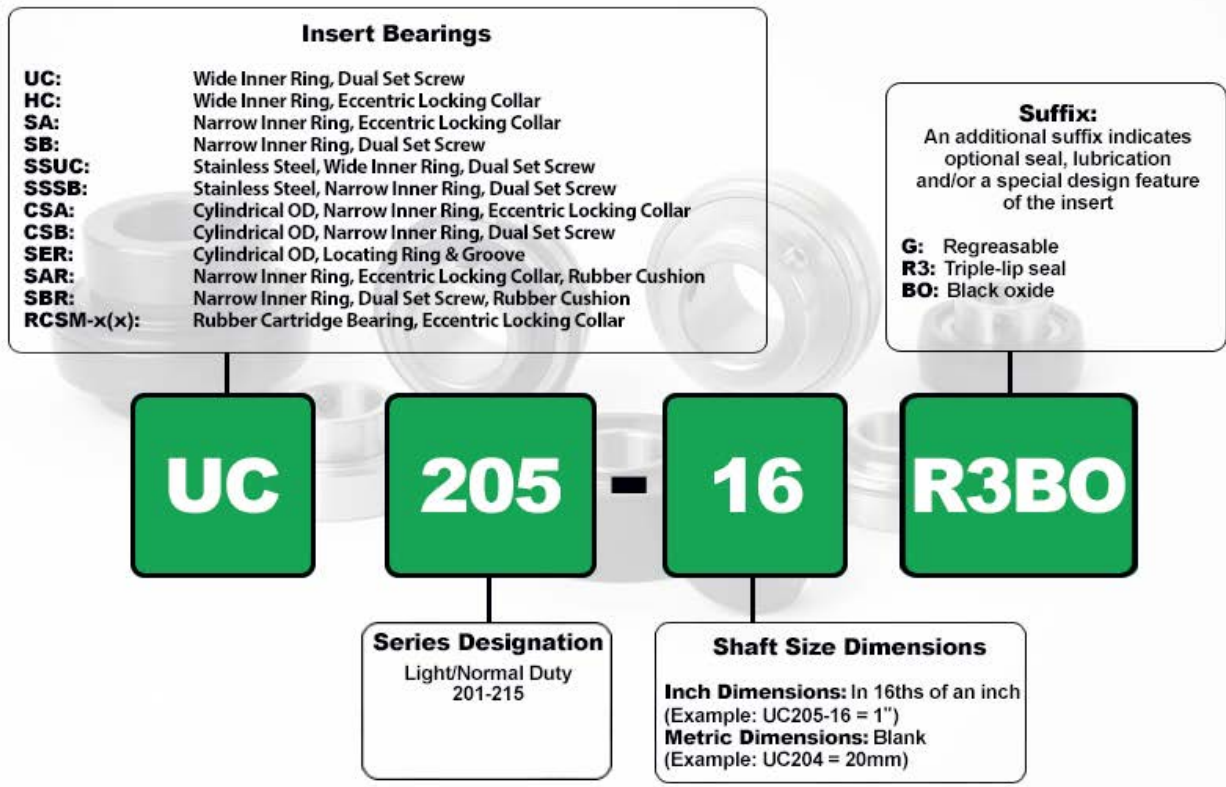 Insert Bearings
UC: Wide Inner Ring, Dual Set Screw
HC: Wide Inner Ring, Eccentric Locking Collar
SA: Narrow Inner Ring, Eccentric Locking Collar
SB: Narrow Inner Ring, Dual Set Screw
SSUC: Stainless Steel, Wide Inner Ring, Dual Set Screw
SSSB: Stainless Steel, Narrow Inner Ring, Dual Set Screw
CSA: Cylindrical OD, Narrow Inner Ring, Eccentric Locking Collar
CSB: Cylindrical OD, Narrow Inner Ring, Dual Set Screw
SER: Cylindrical OD, Locating Ring & Groove
SAR: Narrow Inner Ring, Eccentric Locking Collar, Rubber Cushion
SBR: Narrow Inner Ring, Dual Set Screw, Rubber Cushion
RCSM-x(x): Rubber Cartridge Bearing, Eccentric Locking Collar
Suffix:
An additional suffix indicates
optional seal, lubrication
and/or a special design feature
of the insert
G: Regreasable
R3: Triple-lip seal
BO: Black oxide
UC 205 - 16 R3BO
Series Designation
Light/Normal Duty
201-215
Shaft Size Dimensions
Inch Dimensions: In 16ths of an inch
(Example: UC205-16 = 1")
Metric Dimensions: Blank
(Example: UC204 = 20mm)